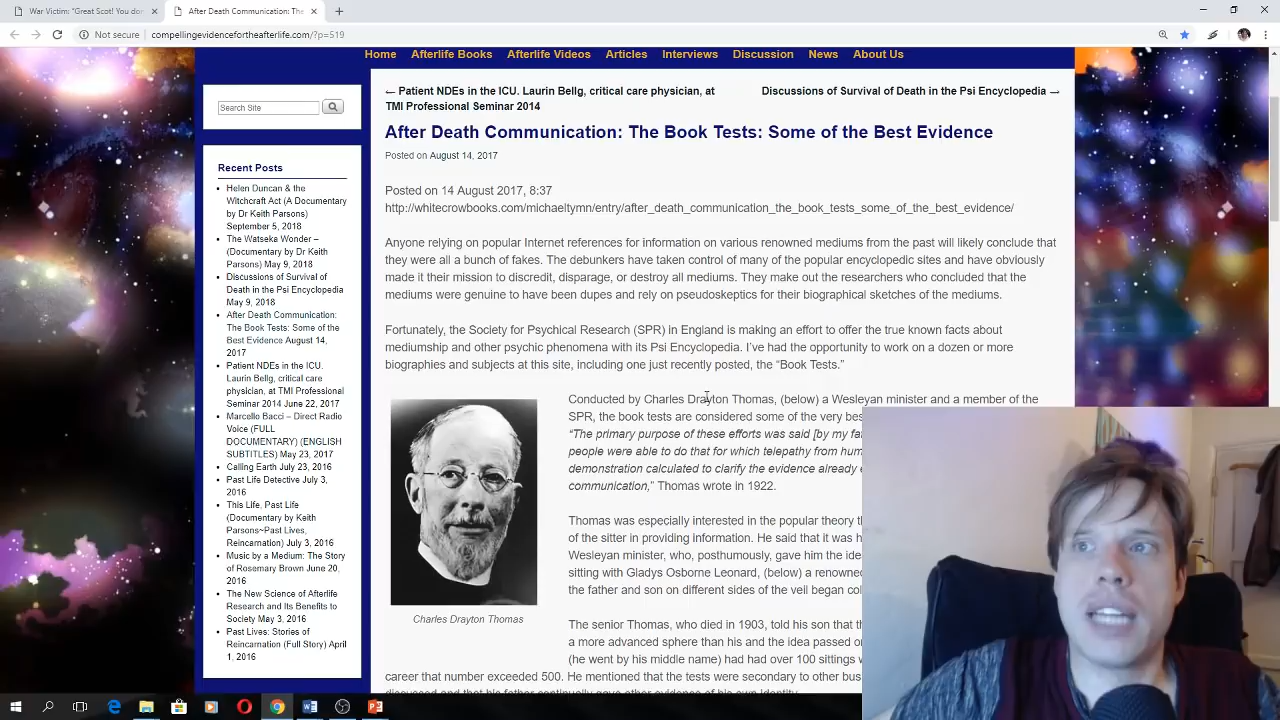 War Victim: "Great Scot! You don
After Death Communication: The
Not secure
compellingevidencefortheafterlife.com/?p=519
Home
Afterlife Books
Afterlife Videos
Articles
Interviews
Discussion
News
About Us
Search Site
Recent Posts
Helen Duncan & the
Witchcraft Act (A Documentary
by Dr Keith Parsons)
September 5, 2018
The Watseka Wonder –
(Documentary by Dr Keith
Parsons) May 9, 2018
Discussions of Survival of
Death in the Psi Encyclopedia
May 9, 2018
After Death Communication:
The Book Tests: Some of the
Best Evidence August 14,
2017
Patient NDEs in the ICU.
Laurin Bellg, critical care
physician, at TMI Professional
Seminar 2014 June 22, 2017
Marcello Bacci – Direct Radio
Voice (FULL
DOCUMENTARY) (ENGLISH
SUBTITLES) May 23, 2017
Calling Earth July 23, 2016
Past Life Detective July 3,
2016
This Life, Past Life
(Documentary by Keith
Parsons~Past Lives,
Reincarnation) July 3, 2016
Music by a Medium: The Story
of Rosemary Brown June 20,
2016
The New Science of Afterlife
Research and Its Benefits to
Society May 3, 2016
Past Lives: Stories of
Reincarnation (Full Story) April
1, 2016
← Patient NDEs in the ICU. Laurin Bellg, critical care physician, at
TMI Professional Seminar 2014
Discussions of Survival of Death in the Psi Encyclopedia →
After Death Communication: The Book Tests: Some of the Best Evidence
Posted on August 14, 2017
Posted on 14 August 2017, 8:37
http://whitecrowbooks.com/michaeltymn/entry/after_death_communication_the_book_tests_some_of_the_best_evidence/
Anyone relying on popular Internet references for information on various renowned mediums from the past will likely conclude that
they were all a bunch of fakes. The debunkers have taken control of many of the popular encyclopedic sites and have obviously
made it their mission to discredit, disparage, or destroy all mediums. They make out the researchers who concluded that the
mediums were genuine to have been dupes and rely on pseudoskeptics for their biographical sketches of the mediums.
Fortunately, the Society for Psychical Research (SPR) in England is making an effort to offer the true known facts about
mediumship and other psychic phenomena with its Psi Encyclopedia. I've had the opportunity to work on a dozen or more
biographies and subjects at this site, including one just recently posted, the “Book Tests.”
Conducted by Charles Drayton Thomas, (below) a Wesleyan minister and a member of the
SPR, the book tests are considered some of the very bes
“The primary purpose of these efforts was said [by my fa
people were able to do that for which telepathy from hum
demonstration calculated to clarify the evidence already e
communication,” Thomas wrote in 1922.
Thomas was especially interested in the popular theory th
of the sitter in providing information. He said that it was h
Wesleyan minister, who, posthumously, gave him the ide
sitting with Gladys Osborne Leonard, (below) a renowned
the father and son on different sides of the veil began col
The senior Thomas, who died in 1903, told his son that th
a more advanced sphere than his and the idea passed o
(he went by his middle name) had had over 100 sittings w
career that number exceeded 500. He mentioned that the tests were secondary to other bus
discussed and that his father continually gave other evidence of his own identity.
Charles Drayton Thomas